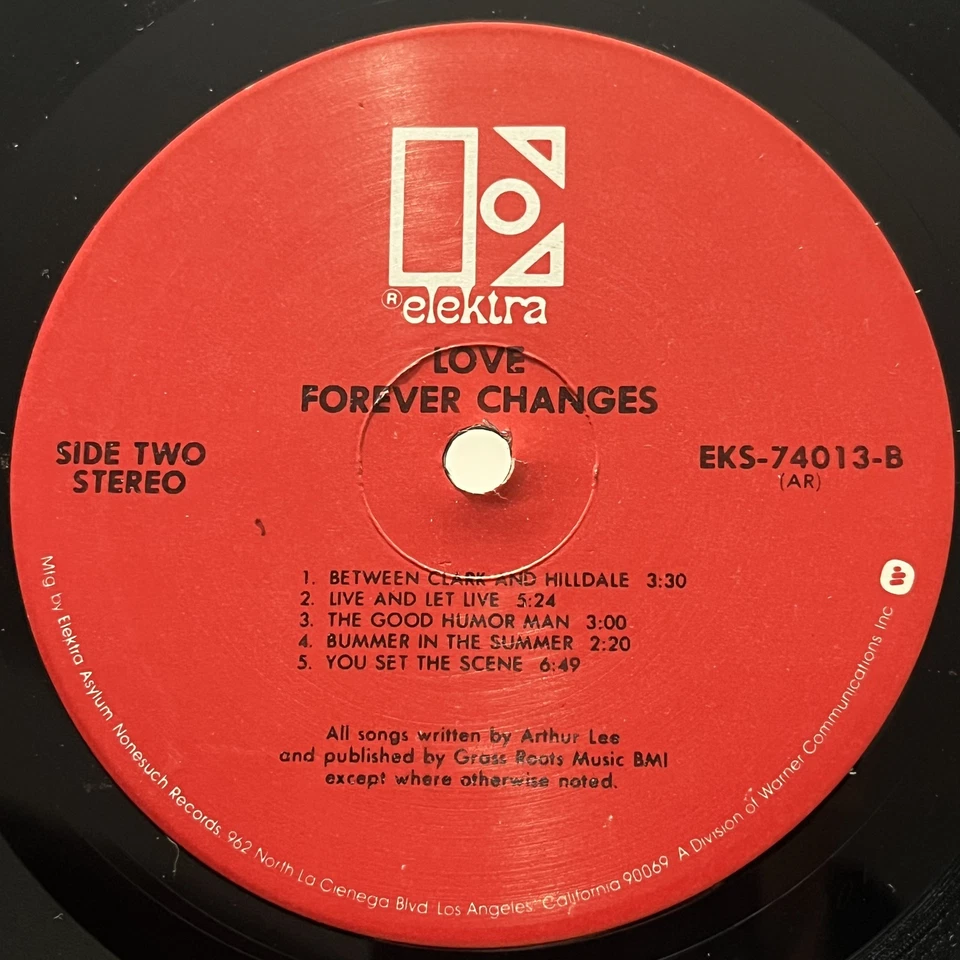 ® elektra
LOVE
FOREVER CHANGES
SIDE TWO
STEREO
EKS-74013-B
(AR)
1. BETWEEN CLARK AND HILLDALE 3:30
2. LIVE AND LET LIVE 5:24
3. THE GOOD HUMOR MAN 3:00
4. BUMMER IN THE SUMMER 2:20
5. YOU SET THE SCENE 6:49
All songs written by Arthur Lee
and published by Grass Roots Music BMI
except where otherwise noted.
Mfg by Elektra Asylum Nonesuch Records, 962 North La Cienega Blvd Los Angeles, California 90069 A Division of Warner Communications Inc